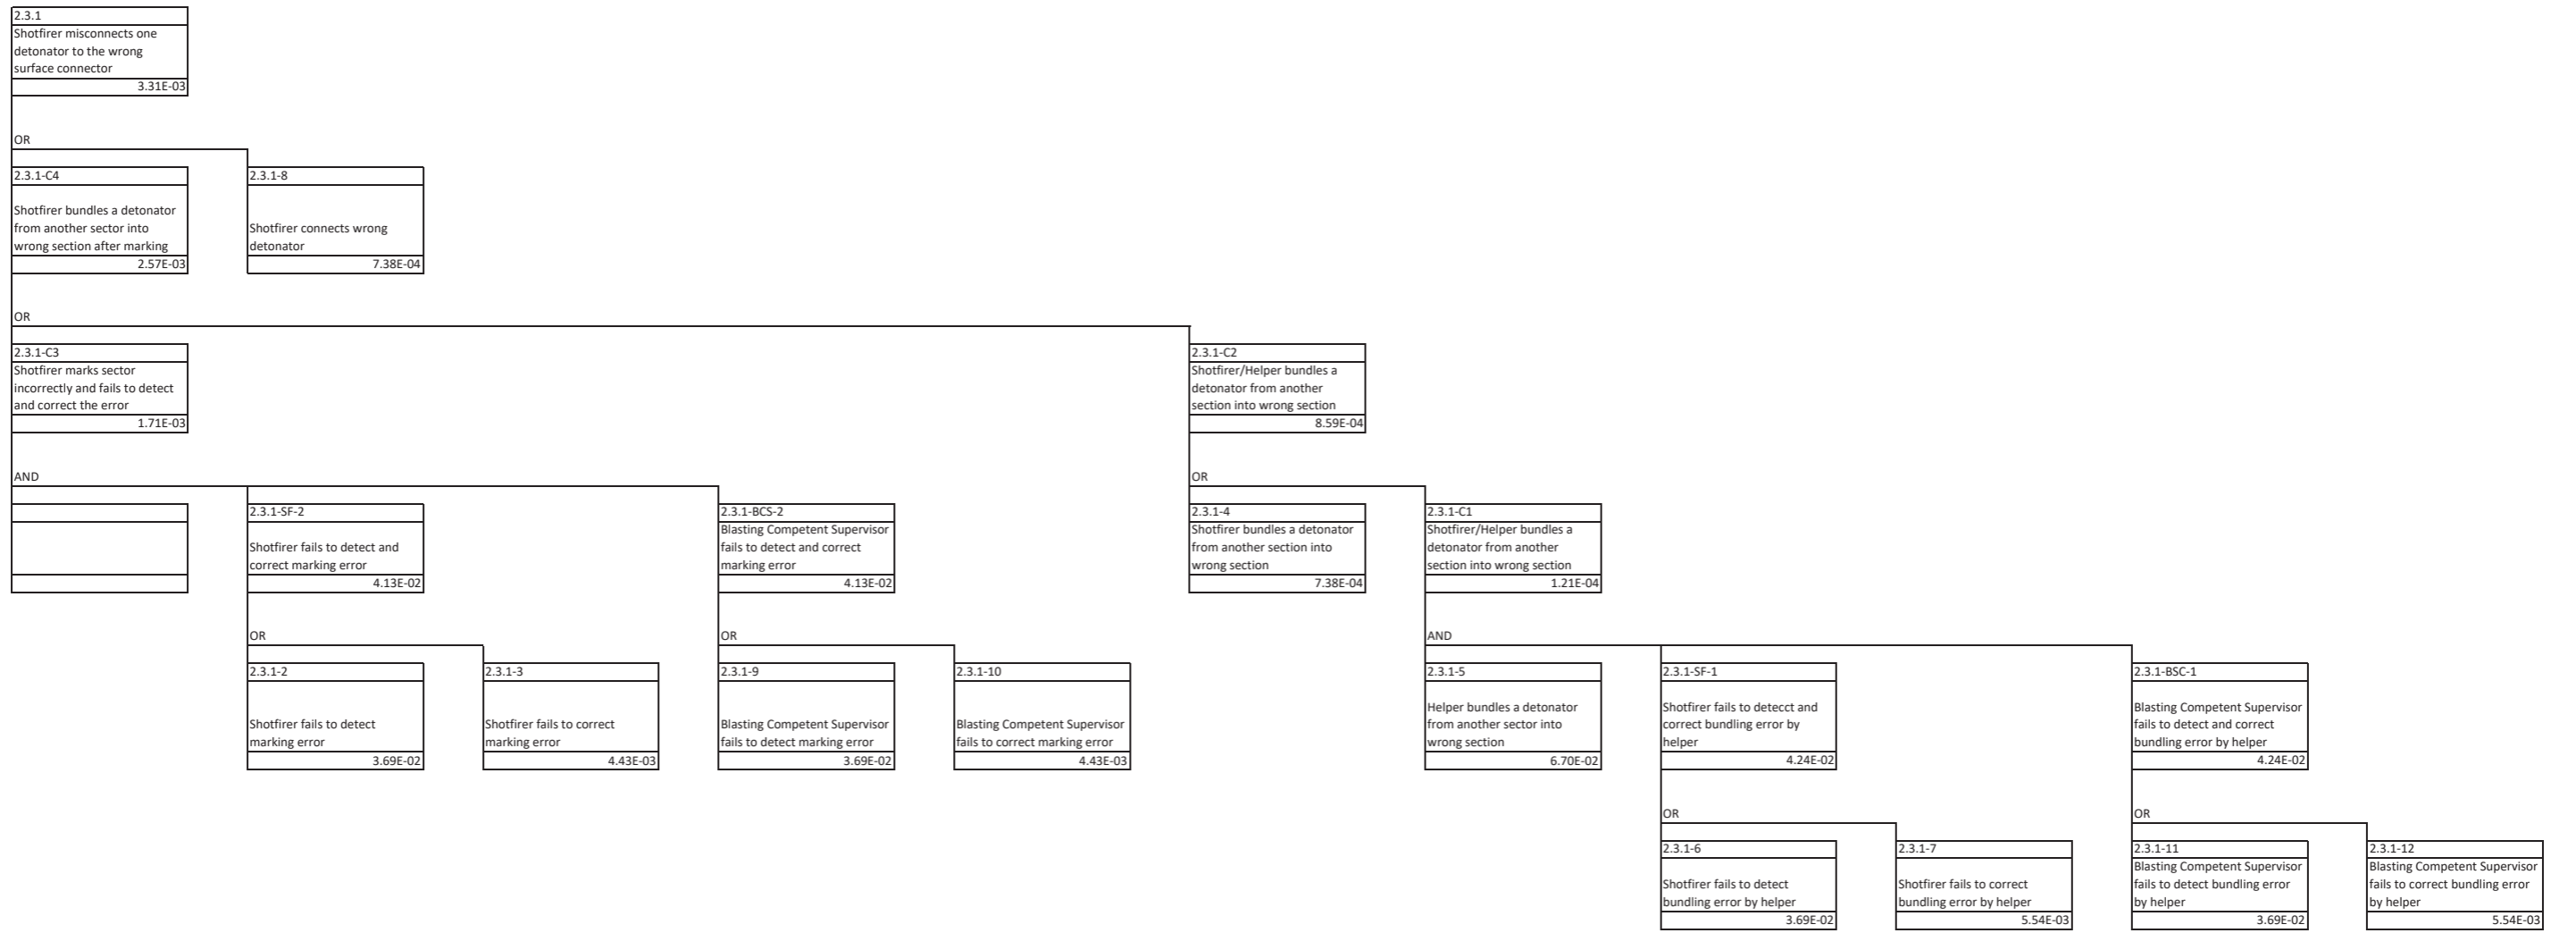 2.3.1
Shotfirer misconnects one
detonator to the wrong
surface connector
3.31E-03
OR
2.3.1-C4
Shotfirer bundles a detonator
from another sector into
wrong section after marking
2.57E-03
2.3.1-8
Shotfirer connects wrong
detonator
7.38E-04
OR
2.3.1-C3
Shotfirer marks sector
incorrectly and fails to detect
and correct the error
1.71E-03
2.3.1-C2
Shotfirer/Helper bundles a
detonator from another
section into wrong section
8.59E-04
AND
2.3.1-SF-2
Shotfirer fails to detect and
correct marking error
4.13E-02
2.3.1-BCS-2
Blasting Competent Supervisor
fails to detect and correct
marking error
4.13E-02
OR
2.3.1-4
Shotfirer bundles a detonator
from another section into
wrong section
7.38E-04
2.3.1-C1
Shotfirer/Helper bundles a
detonator from another
section into wrong section
1.21E-04
OR
2.3.1-2
Shotfirer fails to detect
marking error
3.69E-02
2.3.1-3
Shotfirer fails to correct
marking error
4.43E-03
OR
2.3.1-9
Blasting Competent Supervisor
fails to detect marking error
3.69E-02
2.3.1-10
Blasting Competent Supervisor
fails to correct marking error
4.43E-03
AND
2.3.1-5
Helper bundles a detonator
from another sector into
wrong section
6.70E-02
2.3.1-SF-1
Shotfirer fails to detecct and
correct bundling error by
helper
4.24E-02
2.3.1-BSC-1
Blasting Competent Supervisor
fails to detect and correct
bundling error by helper
4.24E-02
OR
2.3.1-6
Shotfirer fails to detect
bundling error by helper
3.69E-02
2.3.1-7
Shotfirer fails to correct
bundling error by helper
5.54E-03
OR
2.3.1-11
Blasting Competent Supervisor
fails to detect bundling error
by helper
3.69E-02
2.3.1-12
Blasting Competent Supervisor
fails to correct bundling error
by helper
5.54E-03